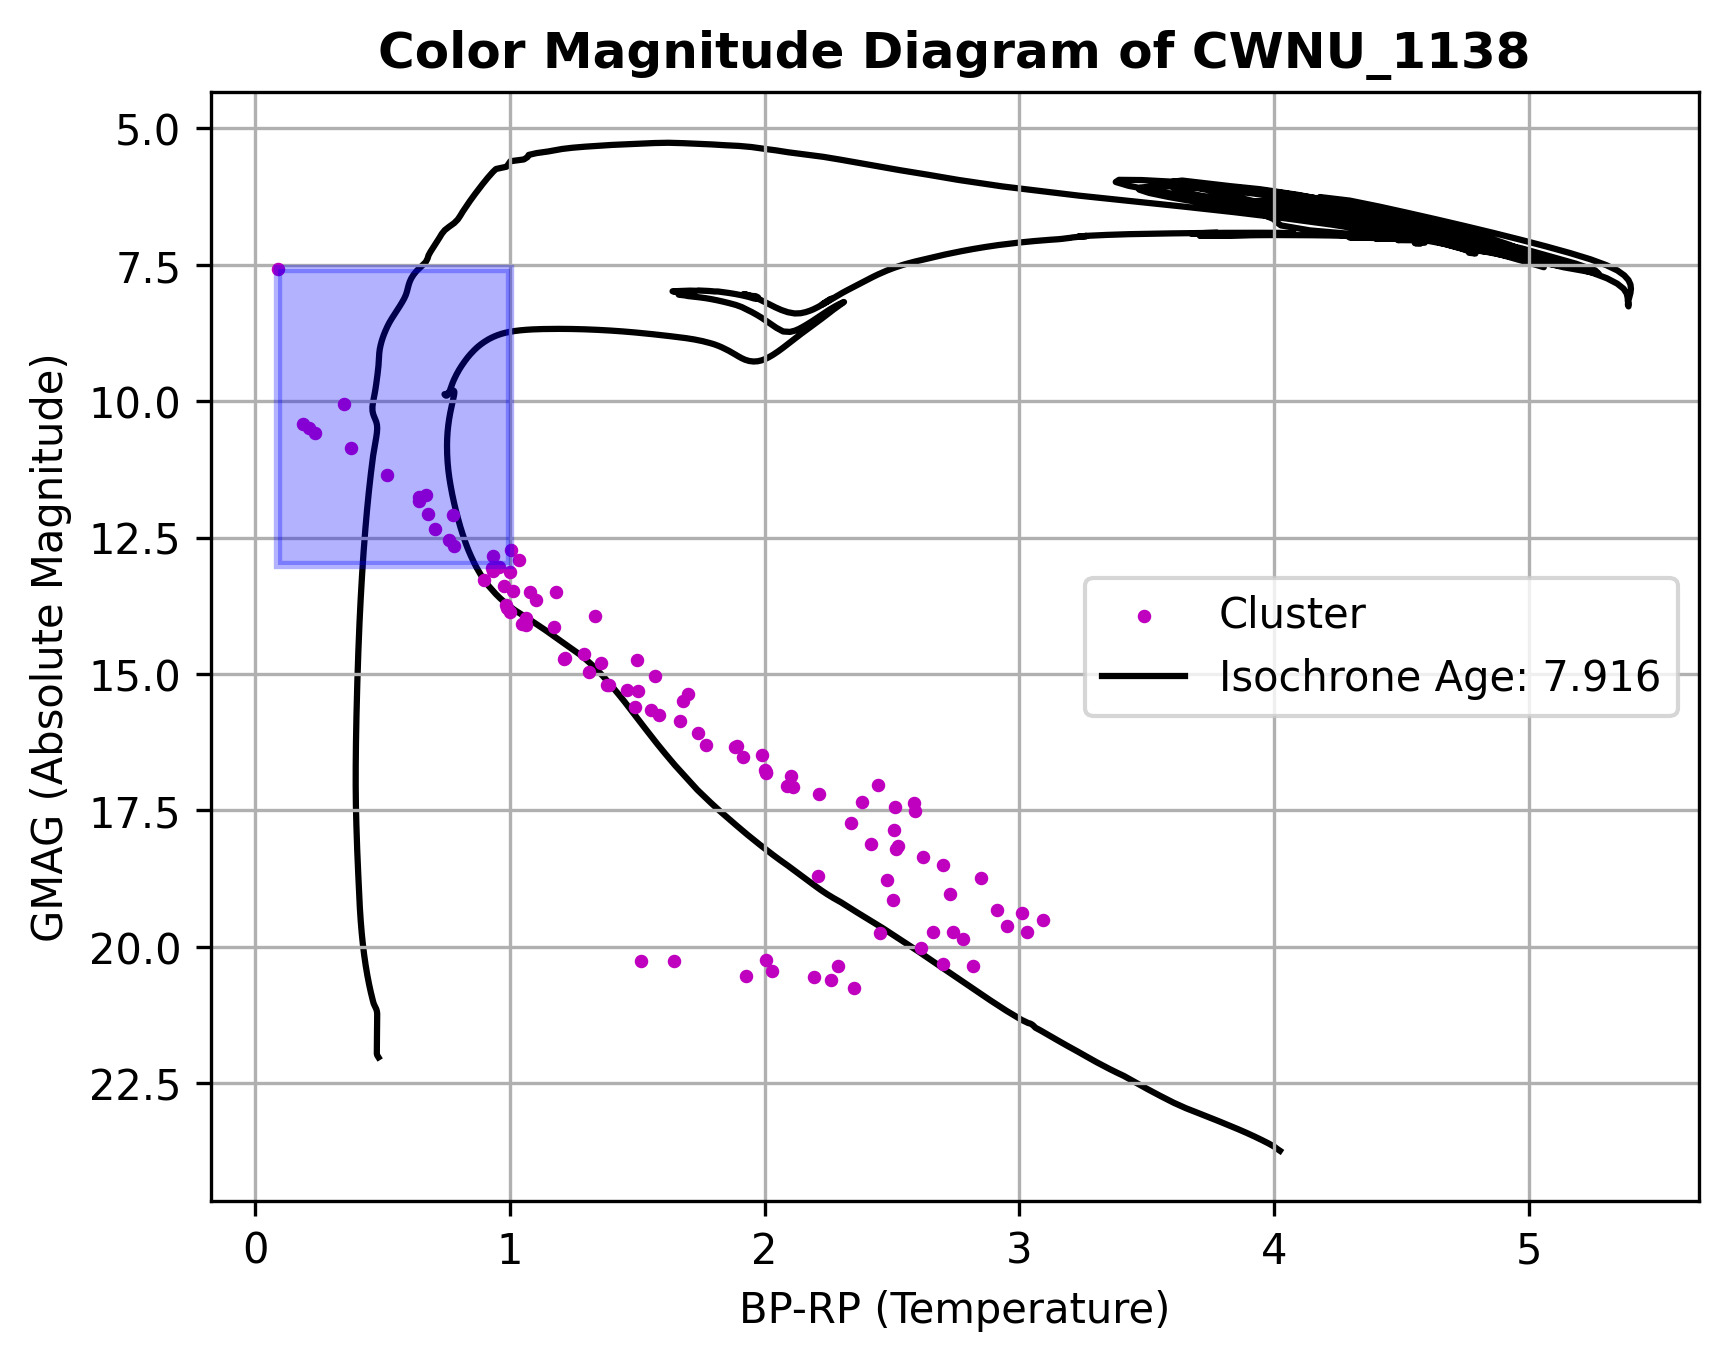 Color Magnitude Diagram of CWNU_1138
GMAG (Absolute Magnitude)
5.0
7.5
10.0
12.5
15.0
17.5
20.0
22.5
Cluster
Isochrone Age: 7.916
0 1 2 3 4 5
BP-RP (Temperature)